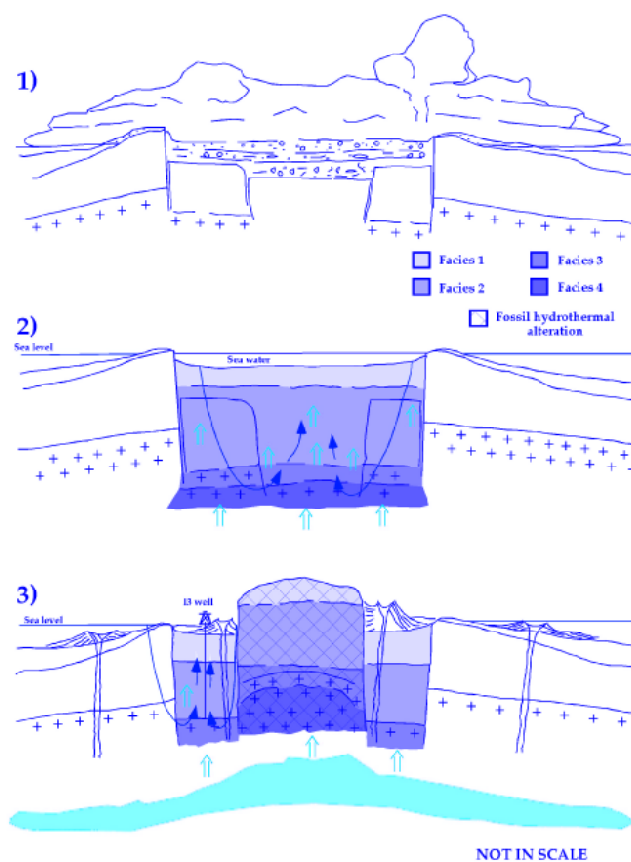 1)
Facies 1
Facies 3
Facies 2
Facies 4
Fossil hydrothermal
alteration
2)
Sea level
Sea water
3)
I3 well
Sea level
NOT IN SCALE